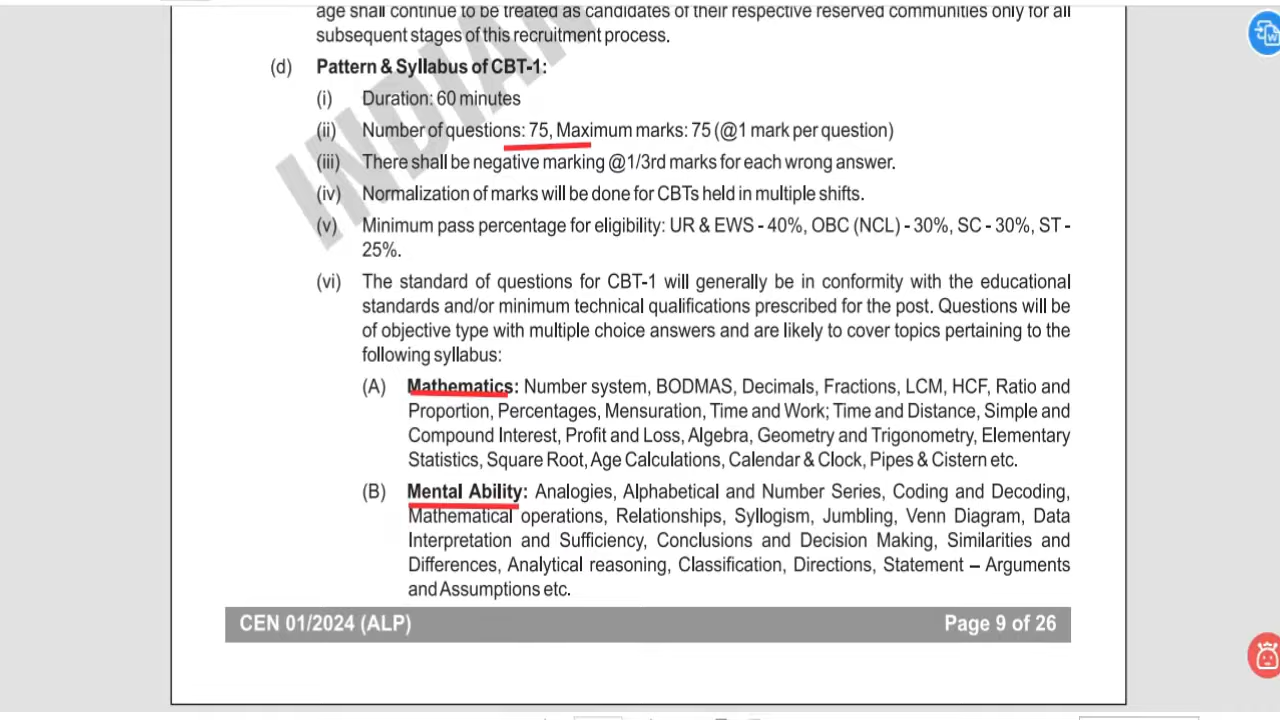 age shall continue to be treated as candidates of their respective reserved communities only for all
subsequent stages of this recruitment process.
(d) Pattern & Syllabus of CBT-1:
(i) Duration: 60 minutes
(ii) Number of questions: 75, Maximum marks: 75 (@1 mark per question)
(iii) There shall be negative marking @1/3rd marks for each wrong answer.
(iv) Normalization of marks will be done for CBTs held in multiple shifts.
(v) Minimum pass percentage for eligibility: UR & EWS - 40%, OBC (NCL) - 30%, SC - 30%, ST -
25%.
(vi) The standard of questions for CBT-1 will generally be in conformity with the educational
standards and/or minimum technical qualifications prescribed for the post. Questions will be
of objective type with multiple choice answers and are likely to cover topics pertaining to the
following syllabus:
(A) Mathematics: Number system, BODMAS, Decimals, Fractions, LCM, HCF, Ratio and
Proportion, Percentages, Mensuration, Time and Work; Time and Distance, Simple and
Compound Interest, Profit and Loss, Algebra, Geometry and Trigonometry, Elementary
Statistics, Square Root, Age Calculations, Calendar & Clock, Pipes & Cistern etc.
(B) Mental Ability: Analogies, Alphabetical and Number Series, Coding and Decoding,
Mathematical operations, Relationships, Syllogism, Jumbling, Venn Diagram, Data
Interpretation and Sufficiency, Conclusions and Decision Making, Similarities and
Differences, Analytical reasoning, Classification, Directions, Statement – Arguments
and Assumptions etc.
CEN 01/2024 (ALP) Page 9 of 26
INDIAN
W